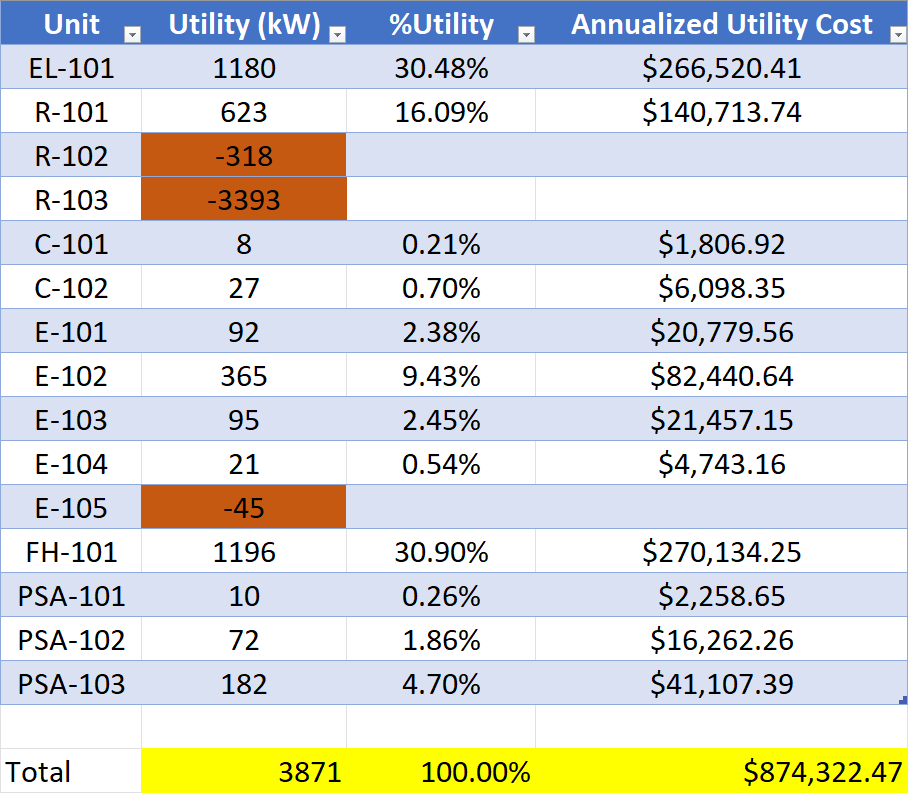 Unit Utility (kW) %Utility Annualized Utility Cost
EL-101 1180 30.48% $266,520.41
R-101 623 16.09% $140,713.74
R-102 -318
R-103 -3393
C-101 8 0.21% $1,806.92
C-102 27 0.70% $6,098.35
E-101 92 2.38% $20,779.56
E-102 365 9.43% $82,440.64
E-103 95 2.45% $21,457.15
E-104 21 0.54% $4,743.16
E-105 -45
FH-101 1196 30.90% $270,134.25
PSA-101 10 0.26% $2,258.65
PSA-102 72 1.86% $16,262.26
PSA-103 182 4.70% $41,107.39
Total 3871 100.00% $874,322.47